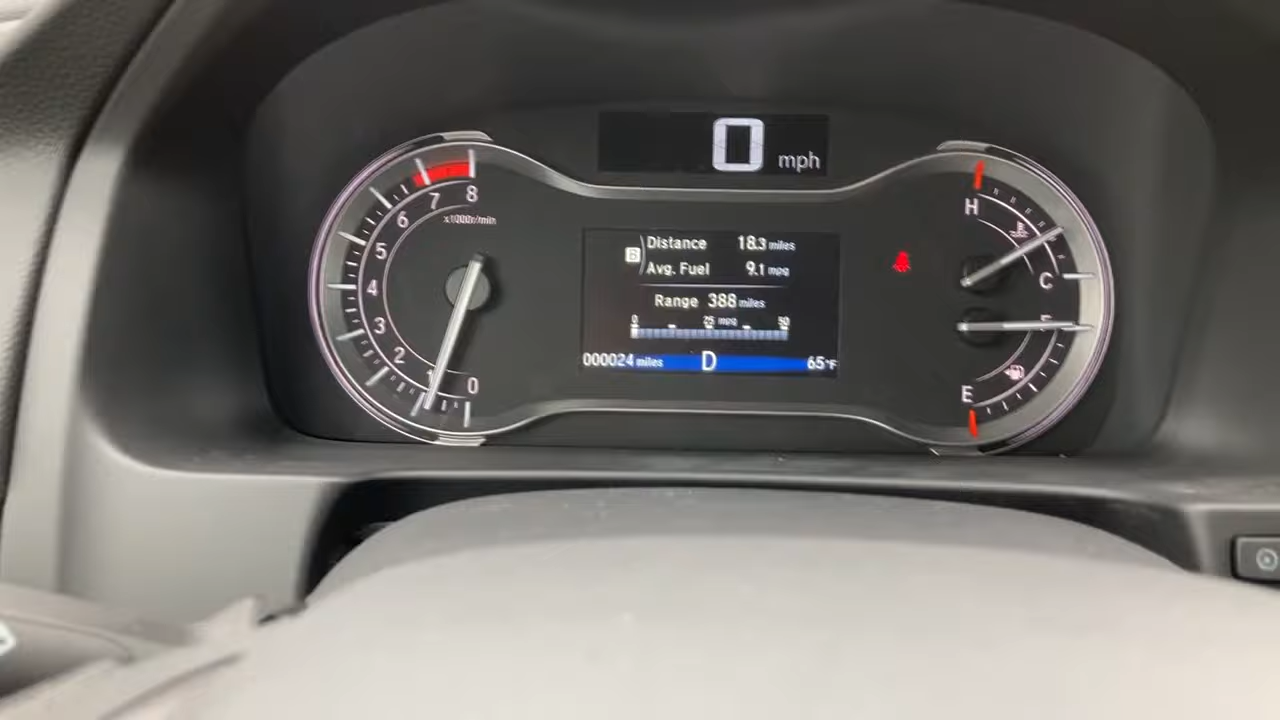 0 mph
8
7
6
x1000r/min
5
4
3
2
1
0
B
Distance 18.3 miles
Avg. Fuel 9.1 mpg
Range 388 miles
0 25 mpg 50
000024 miles D 65°F
H
C
F
E